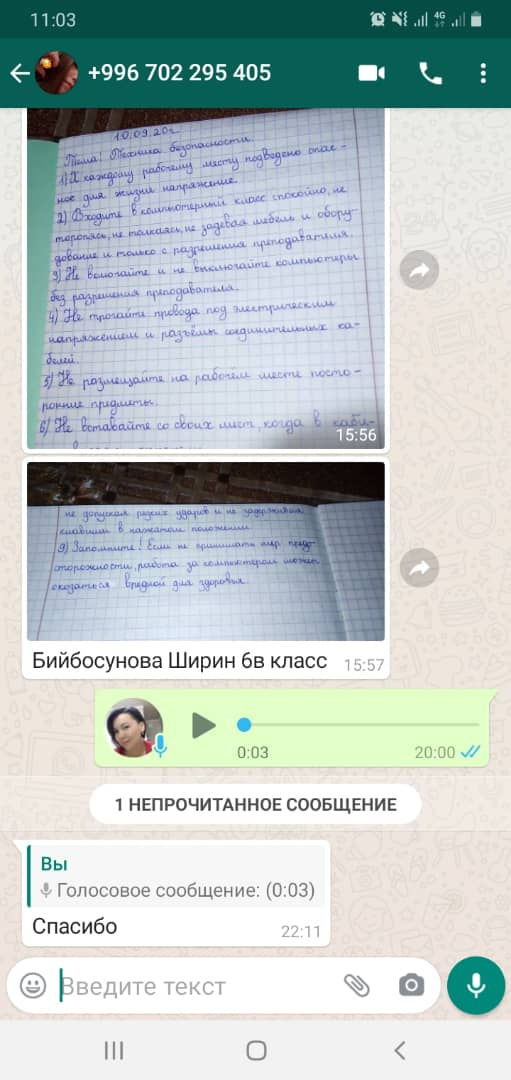 11:03
4G
+996 702 295 405
10.09.20г.
Тема: Техника безопасности.
1) К каждому рабочему месту подведено опас-
ное для жизни напряжение.
2) Входите в компьютерный класс спокойно, не
торопясь, не толкаясь, не задевая мебель и обору-
дование и только с разрешения преподавателя.
3) Не включайте и не выключайте компьютеры
без разрешения преподавателя.
4) Не трогайте провода под электрическим
напряжением и разъёмы соединительных ка-
белей.
5) Не размещайте на рабочем месте посто-
ронние предметы.
6) Не вставайте со своих мест, когда в каби-
15:56
не допуская резких ударов и не задерживая
клавиши в нажатом положении
9) Запомните! Если не принимать мер предо-
сторожности, работа за компьютером может
оказаться вредной для здоровья.
Бийбосунова Ширин 6в класс
15:57
0:03
20:00
1 НЕПРОЧИТАННОЕ СООБЩЕНИЕ
Вы
Голосовое сообщение: (0:03)
Спасибо
22:11
Введите текст